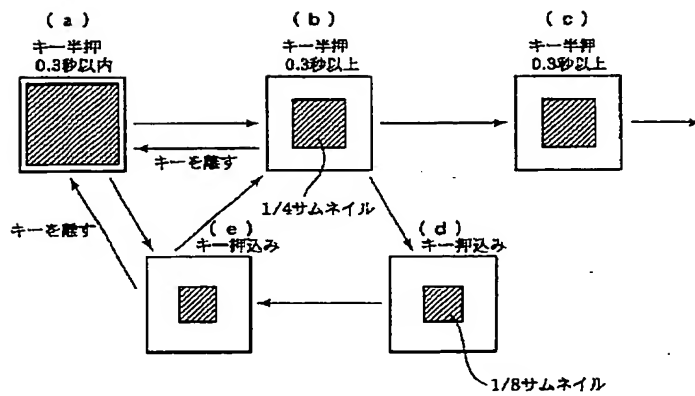 (a)
キー半押
0.3秒以内
(b)
キー半押
0.3秒以上
(c)
キー半押
0.3秒以上
キーを離す
1/4サムネイル
キーを離す
(e)
キー押込み
(d)
キー押込み
1/8サムネイル